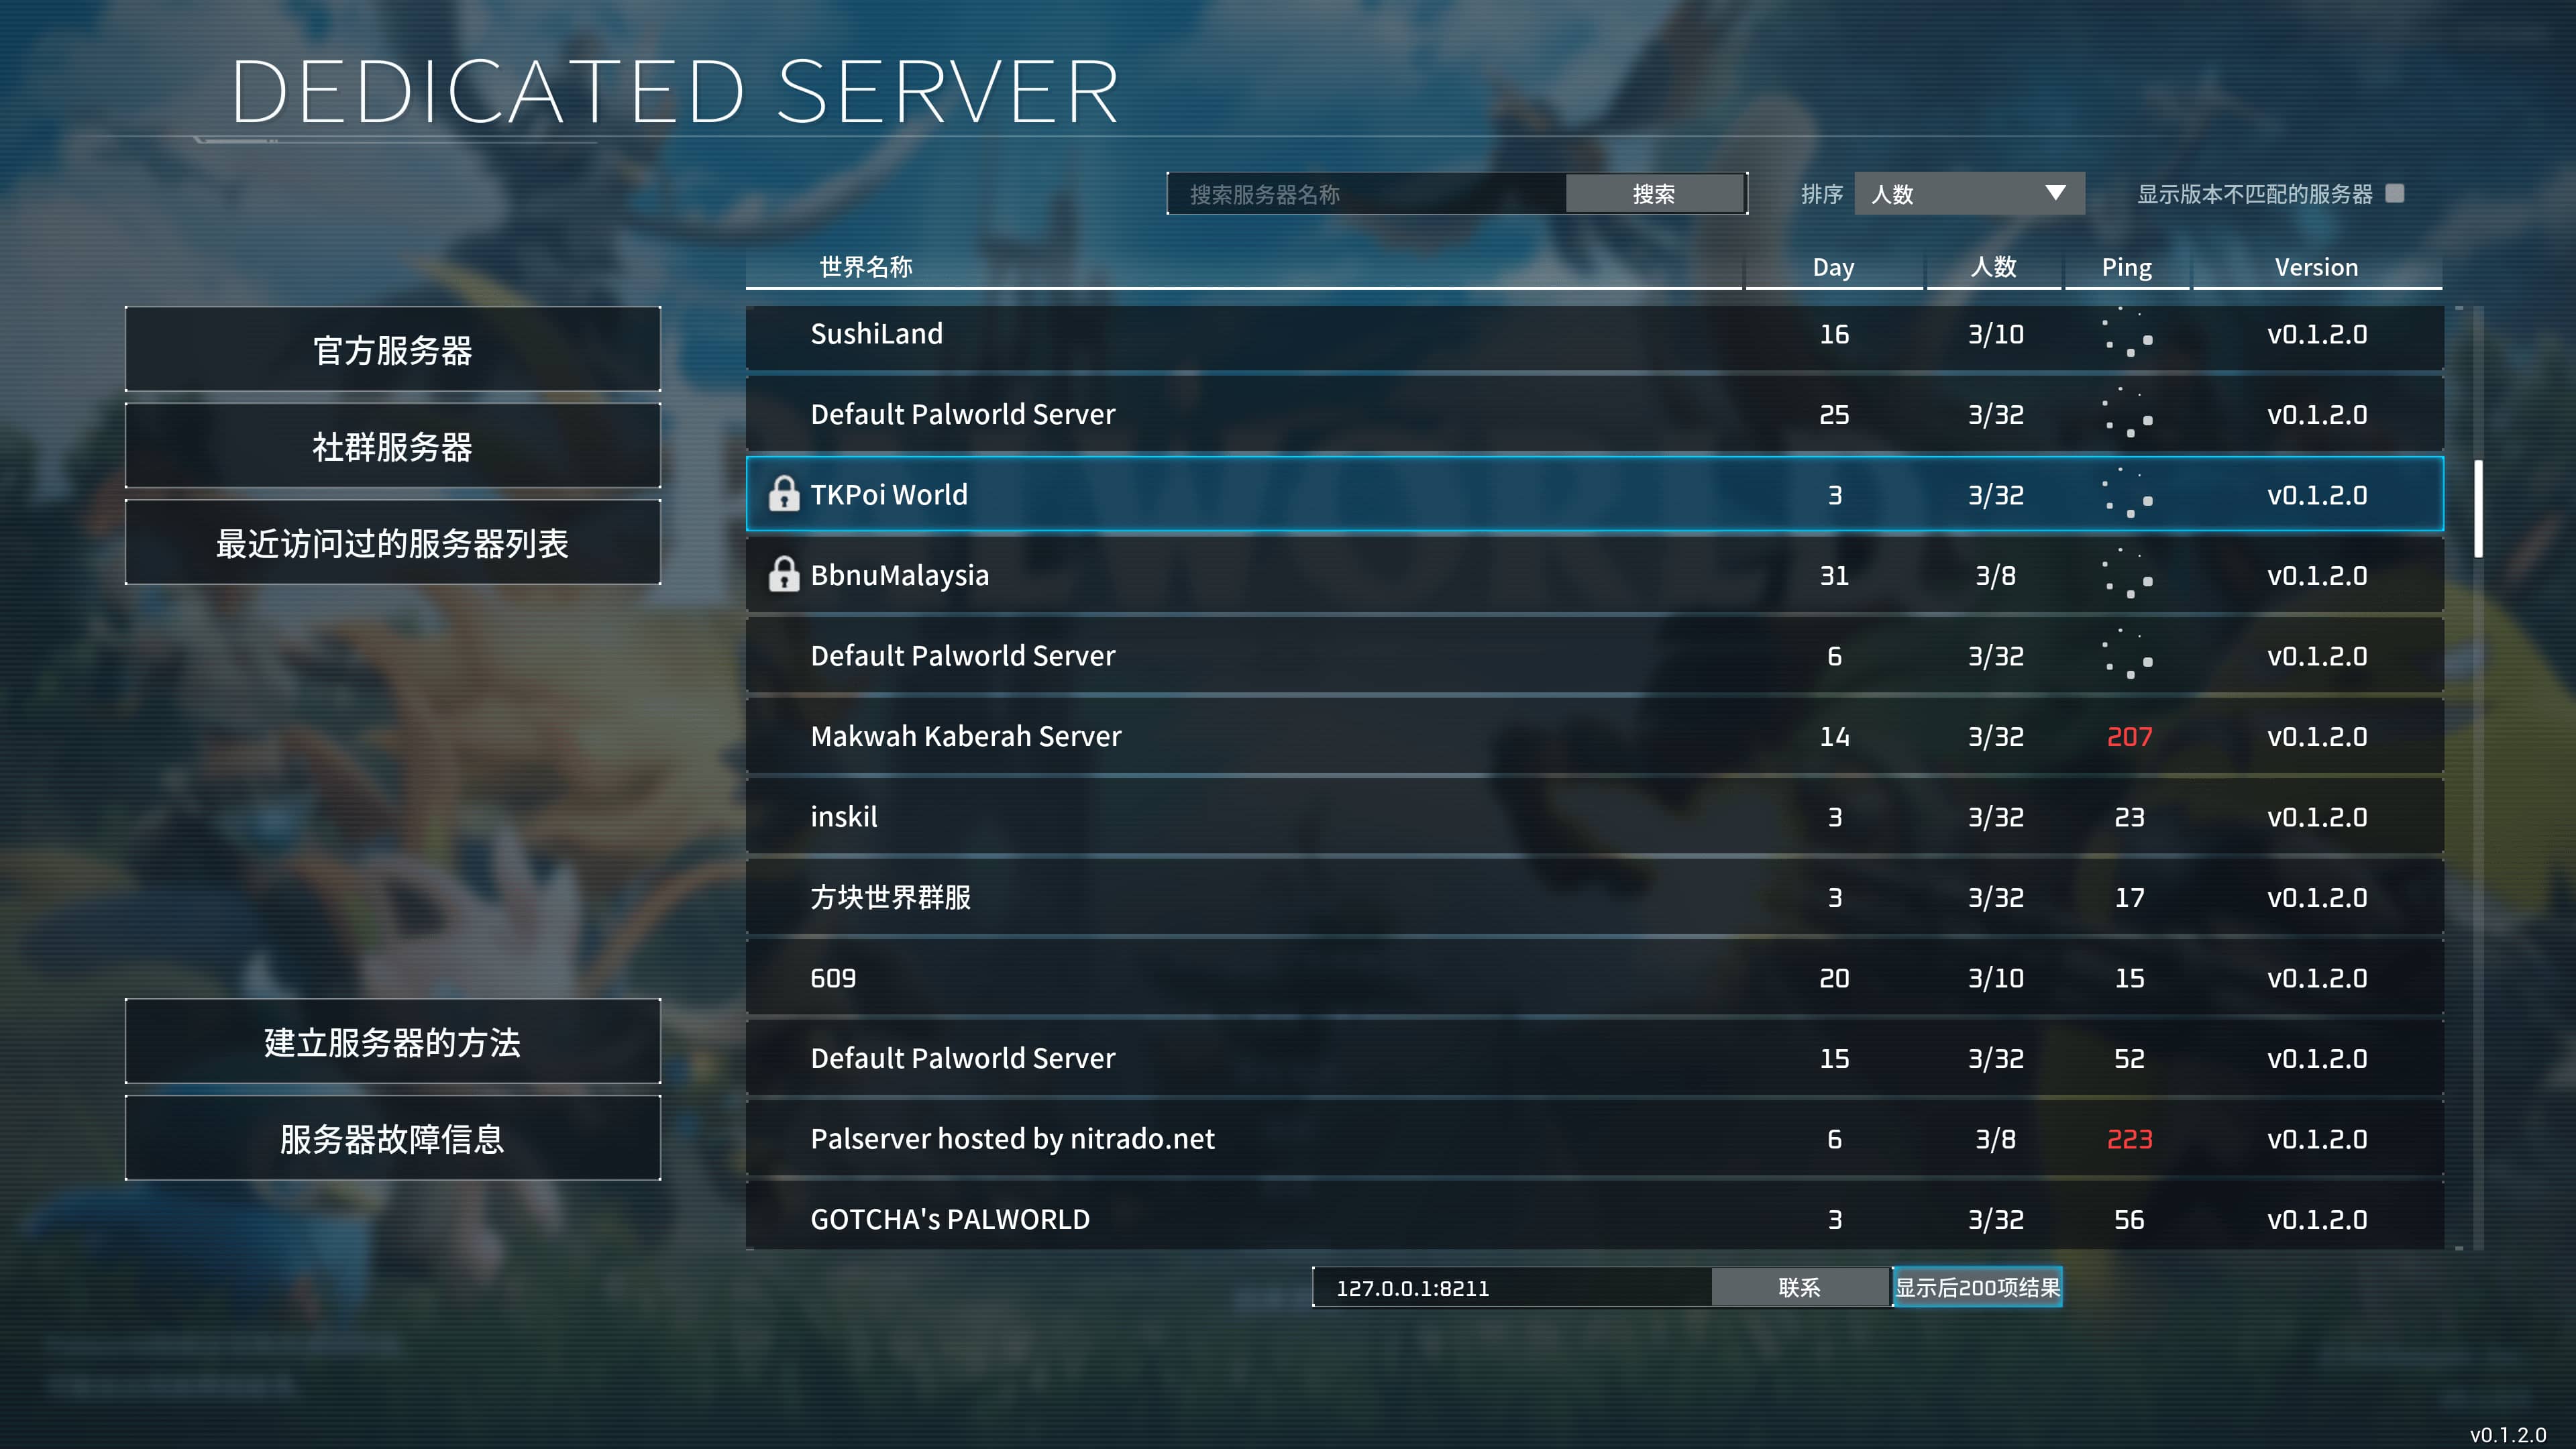 DEDICATED SERVER
搜索服务器名称 搜索 排序 人数 显示版本不匹配的服务器
世界名称 Day 人数 Ping Version
官方服务器
社群服务器
最近访问过的服务器列表
建立服务器的方法
服务器故障信息
SushiLand 16 3/10 v0.1.2.0
Default Palworld Server 25 3/32 v0.1.2.0
TKPoi World 3 3/32 v0.1.2.0
BbnuMalaysia 31 3/8 v0.1.2.0
Default Palworld Server 6 3/32 v0.1.2.0
Makwah Kaberah Server 14 3/32 207 v0.1.2.0
inskil 3 3/32 23 v0.1.2.0
方块世界群服 3 3/32 17 v0.1.2.0
609 20 3/10 15 v0.1.2.0
Default Palworld Server 15 3/32 52 v0.1.2.0
Palserver hosted by nitrado.net 6 3/8 223 v0.1.2.0
GOTCHA's PALWORLD 3 3/32 56 v0.1.2.0
127.0.0.1:8211 联系 显示后200项结果
v0.1.2.0